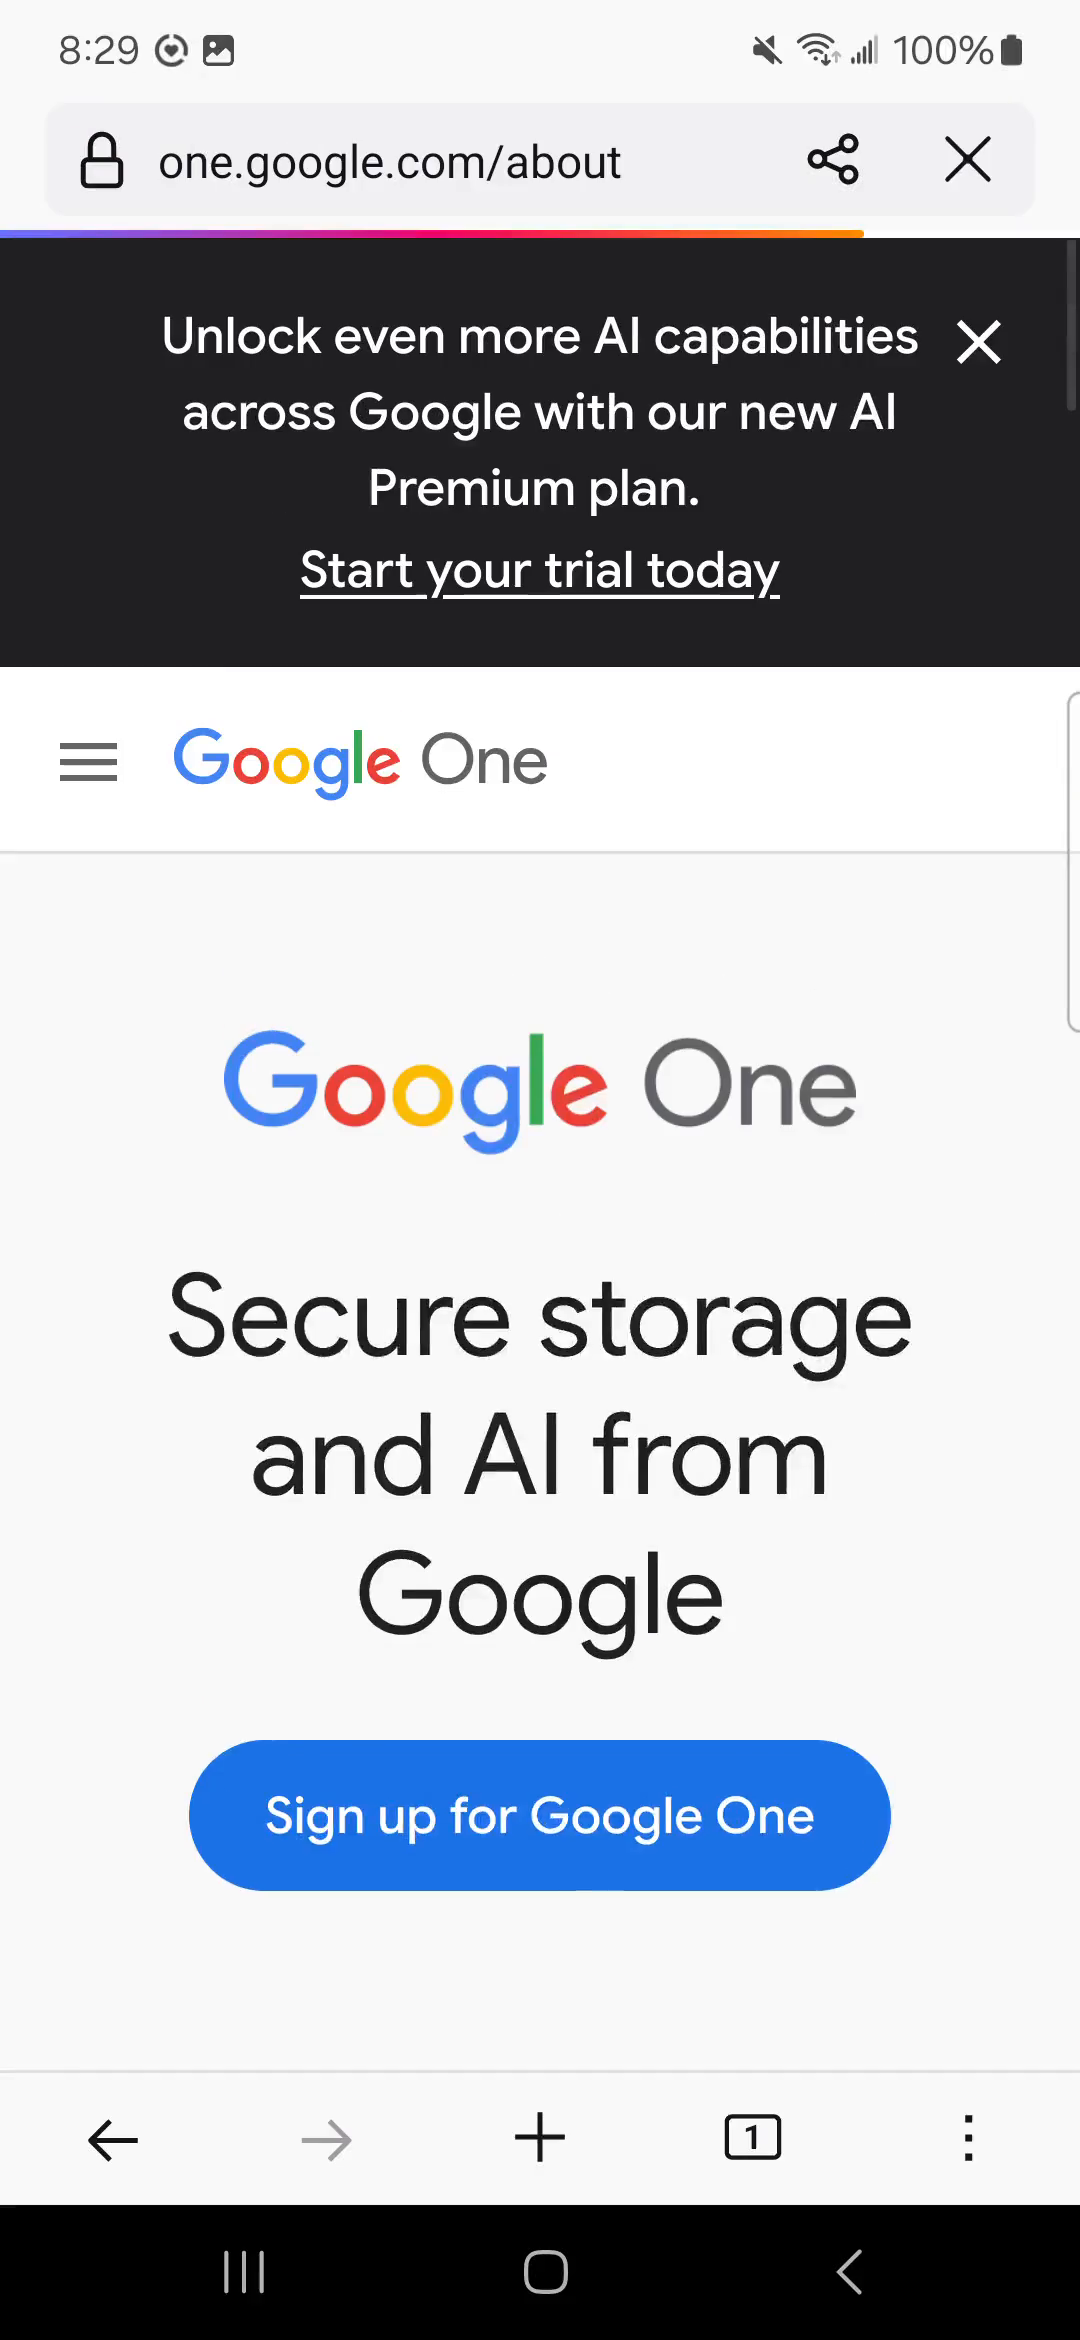 8:29
100%
one.google.com/about
Unlock even more AI capabilities
across Google with our new AI
Premium plan.
Start your trial today
Google One
Google One
Secure storage
and AI from
Google
Sign up for Google One
1